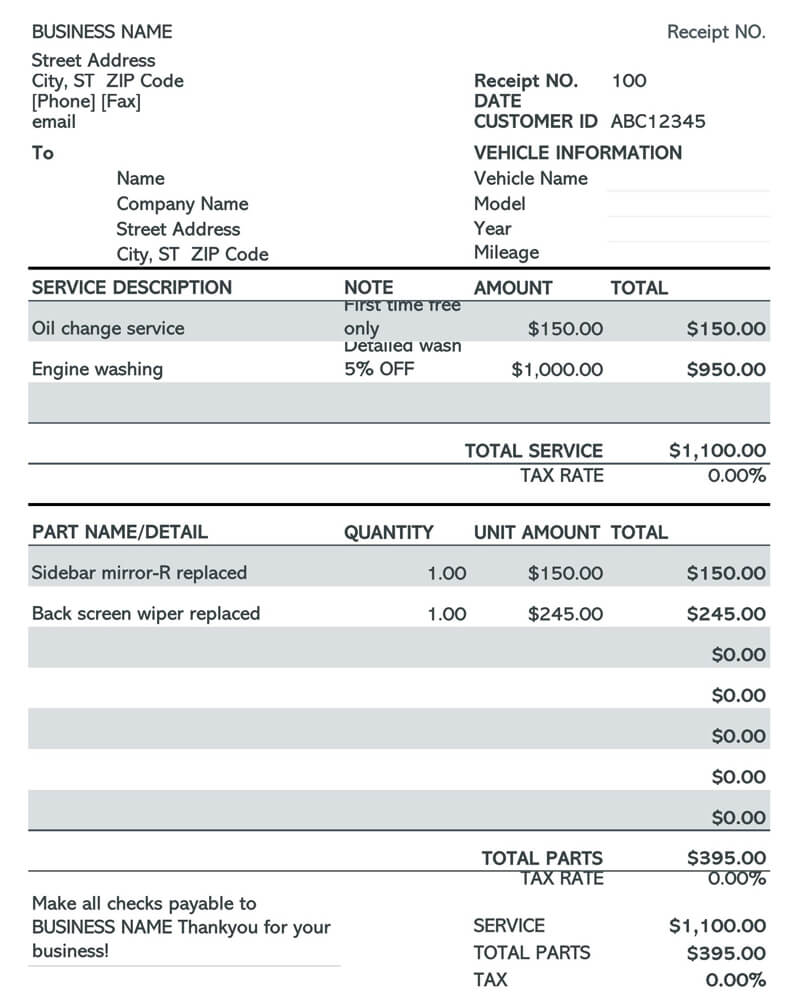 BUSINESS NAME Receipt NO.
Street Address
City, ST ZIP Code Receipt NO. 100
[Phone] [Fax] DATE
email CUSTOMER ID ABC12345
To VEHICLE INFORMATION
Name Vehicle Name
Company Name Model
Street Address Year
City, ST ZIP Code Mileage
SERVICE DESCRIPTION NOTE AMOUNT TOTAL
First time free
Oil change service only $150.00 $150.00
Detailed wash
Engine washing 5% OFF $1,000.00 $950.00
TOTAL SERVICE $1,100.00
TAX RATE 0.00%
PART NAME/DETAIL QUANTITY UNIT AMOUNT TOTAL
Sidebar mirror-R replaced 1.00 $150.00 $150.00
Back screen wiper replaced 1.00 $245.00 $245.00
$0.00
$0.00
$0.00
$0.00
$0.00
TOTAL PARTS $395.00
TAX RATE 0.00%
Make all checks payable to
BUSINESS NAME Thankyou for your
business!
SERVICE $1,100.00
TOTAL PARTS $395.00
TAX 0.00%